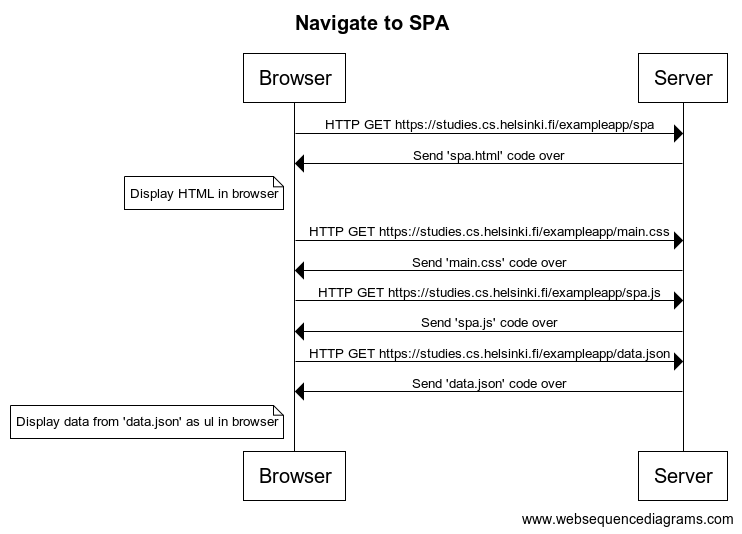 Navigate to SPA
Browser
Server
HTTP GET https://studies.cs.helsinki.fi/exampleapp/spa
Send 'spa.html' code over
Display HTML in browser
HTTP GET https://studies.cs.helsinki.fi/exampleapp/main.css
Send 'main.css' code over
HTTP GET https://studies.cs.helsinki.fi/exampleapp/spa.js
Send 'spa.js' code over
HTTP GET https://studies.cs.helsinki.fi/exampleapp/data.json
Send 'data.json' code over
Display data from 'data.json' as ul in browser
Browser
Server
www.websequencediagrams.com